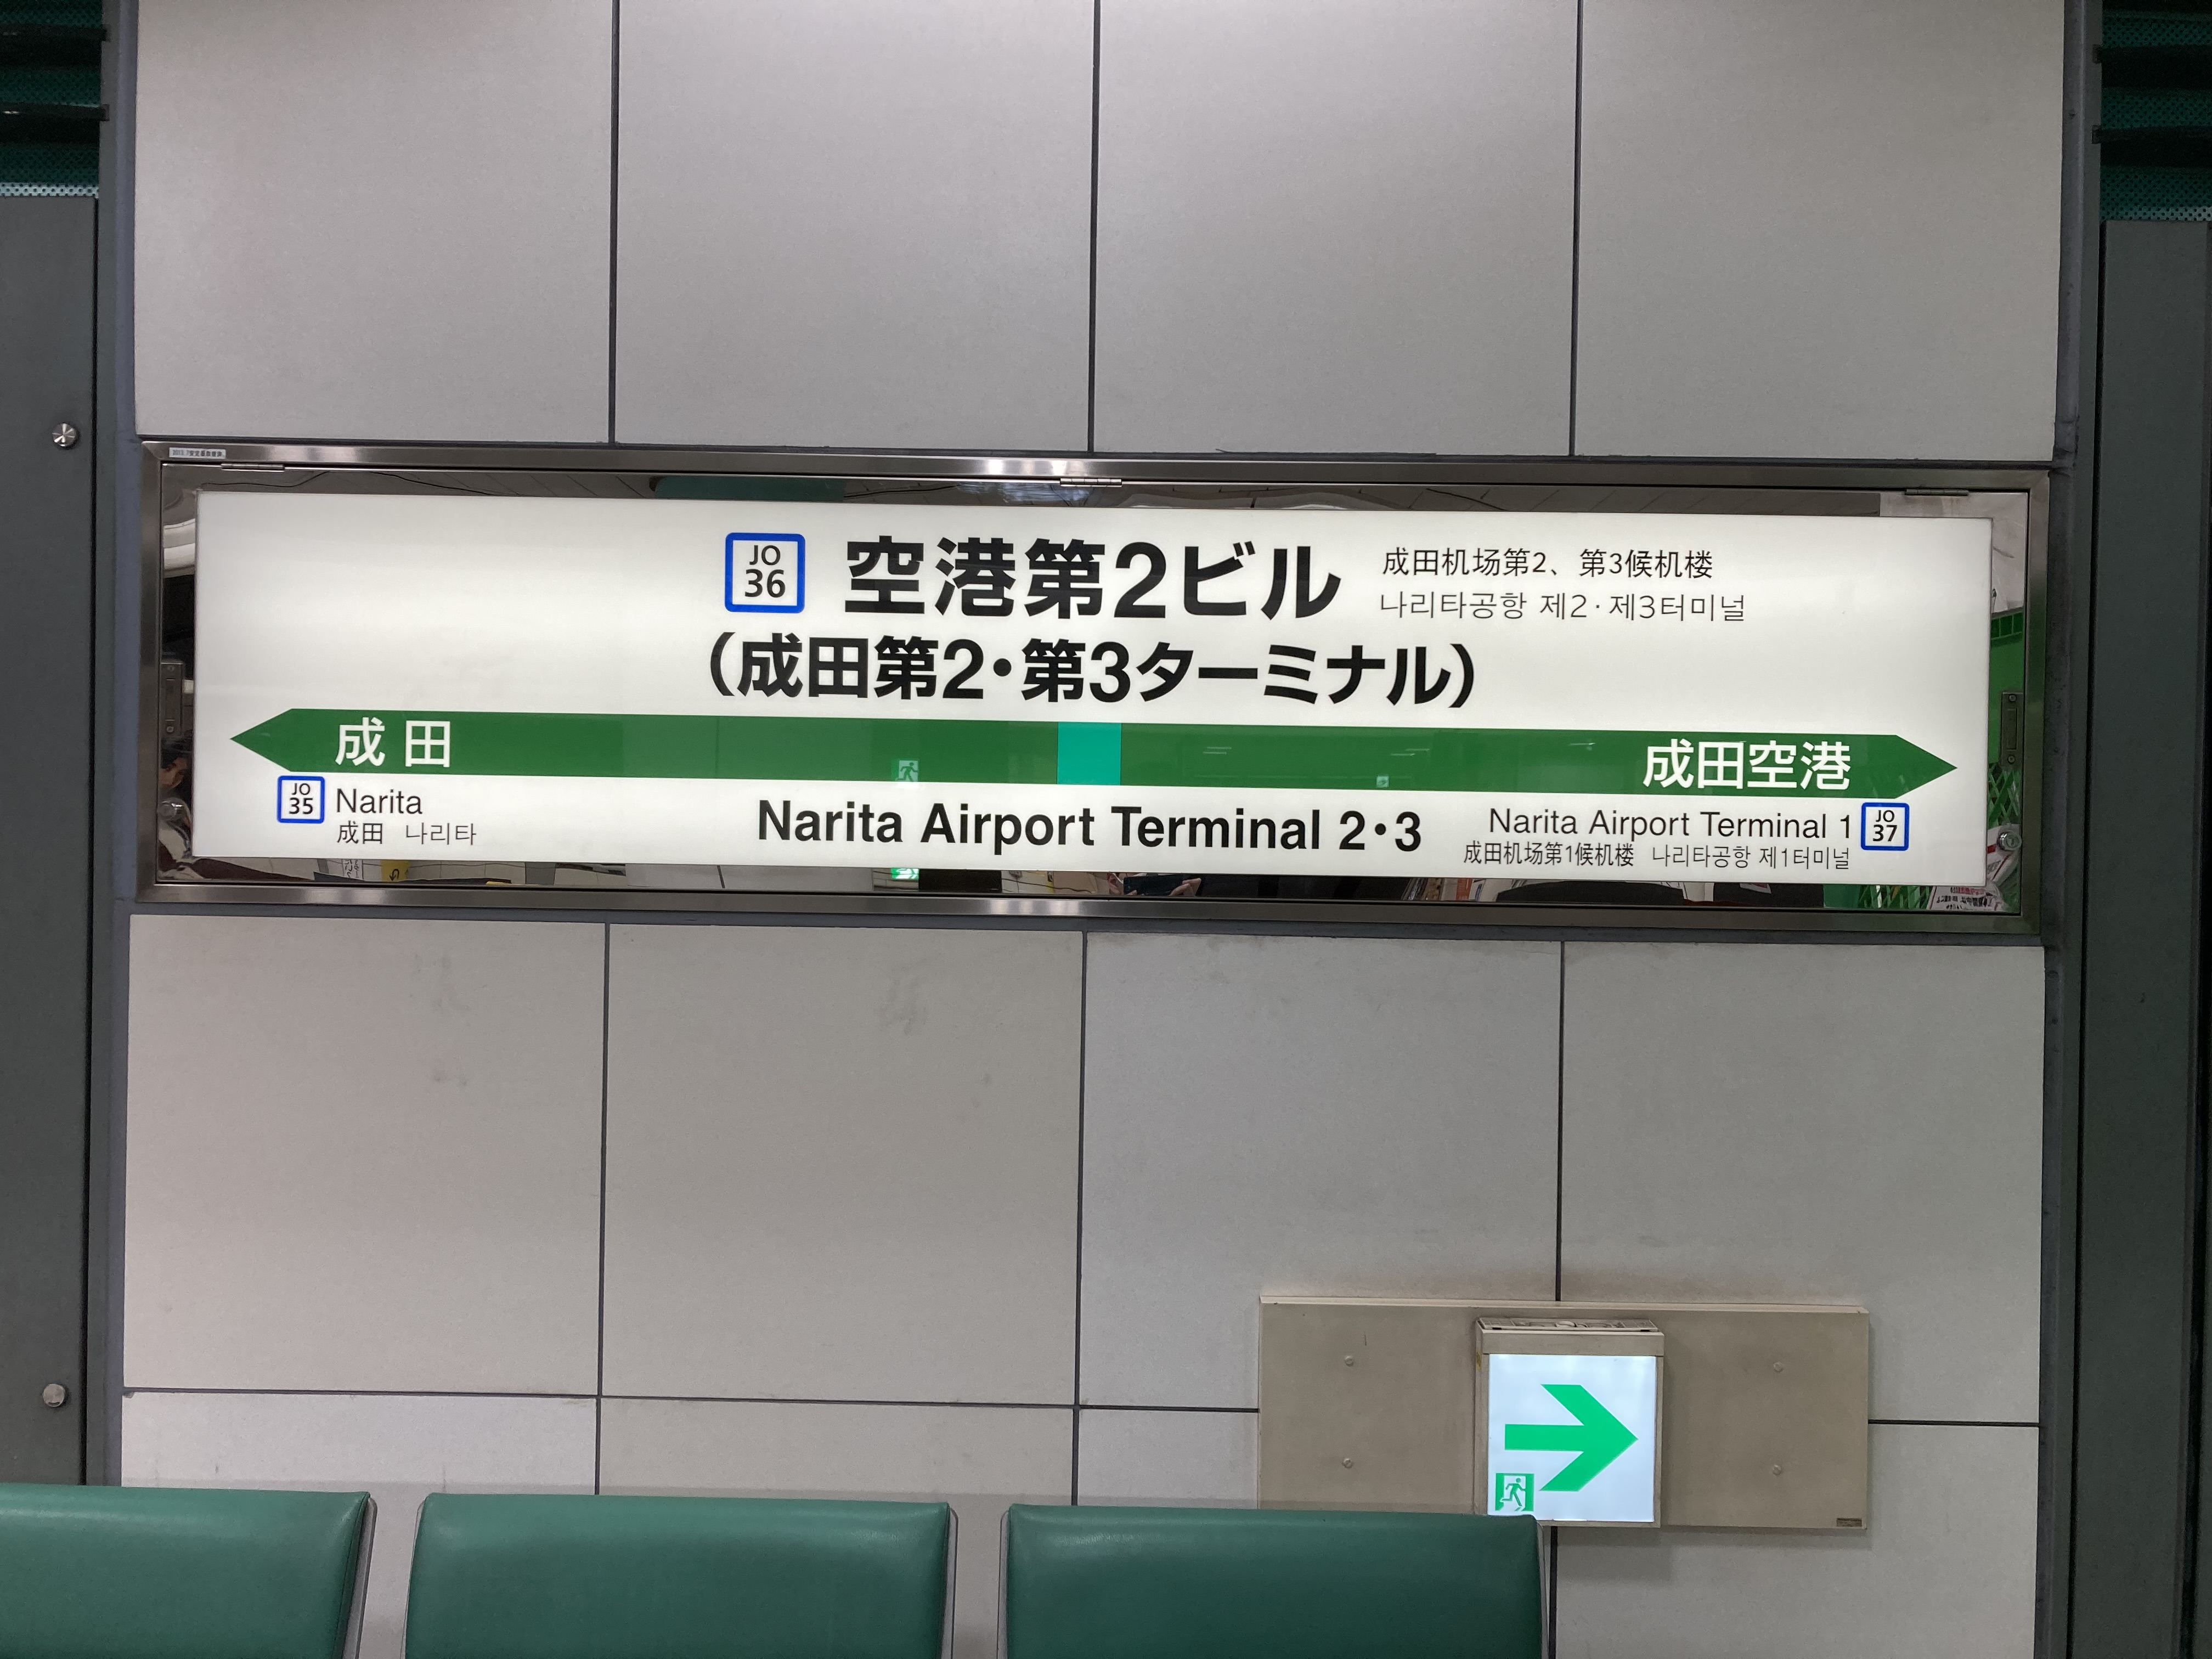 JO
36
空港第2ビル
成田机场第2、第3候机楼
나리타공항 제2·제3터미널
(成田第2・第3ターミナル)
成田
成田空港
JO
35
Narita
成田 나리타
Narita Airport Terminal 2・3
Narita Airport Terminal 1
成田机场第1候机楼 나리타공항 제1터미널
JO
37